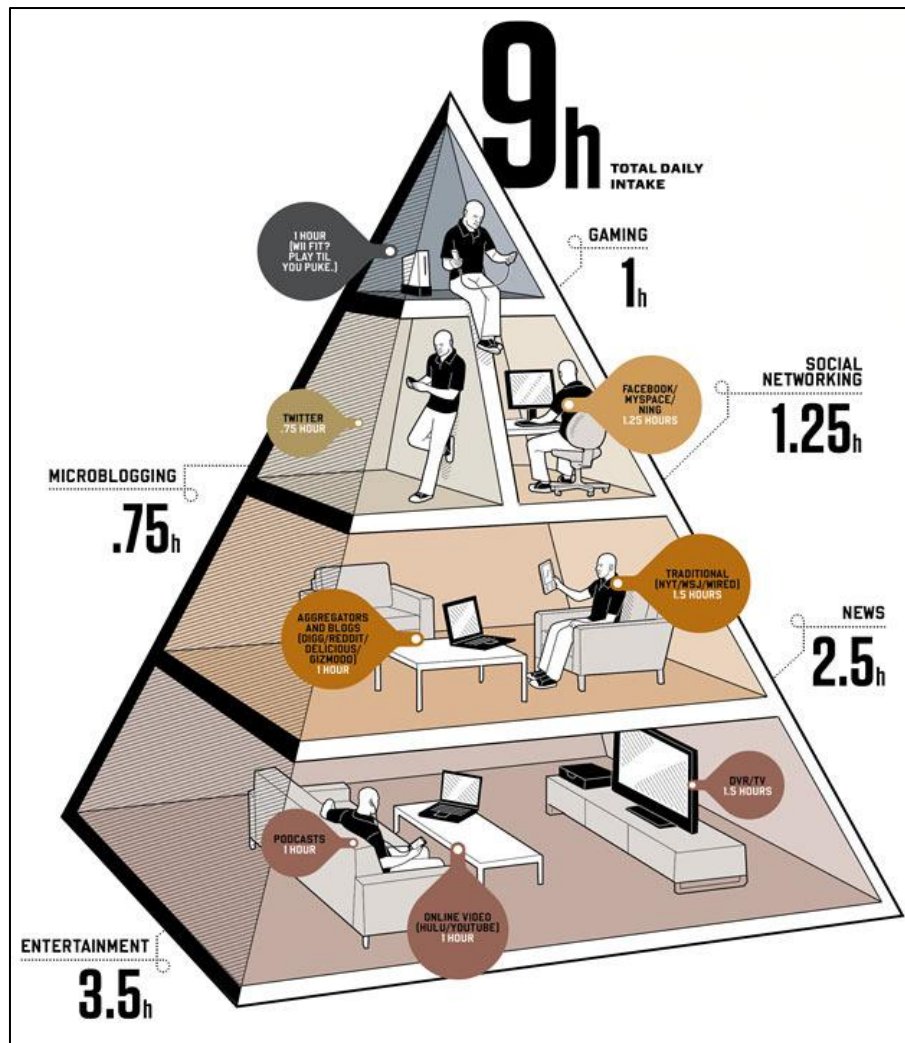 9h
TOTAL DAILY
INTAKE
1 HOUR
[WII FIT?
PLAY TIL
YOU PUKE.]
GAMING
1h
TWITTER
.75 HOUR
FACEBOOK/
MYSPACE/
NING
1.25 HOURS
SOCIAL
NETWORKING
1.25h
MICROBLOGGING
.75h
AGGREGATORS
AND BLOGS
(DIGG/REDDIT/
DELICIOUS/
GIZMODO)
1 HOUR
TRADITIONAL
(NYT/WSJ/WIRED)
1.5 HOURS
NEWS
2.5h
PODCASTS
1 HOUR
ONLINE VIDEO
(HULU/YOUTUBE)
1 HOUR
DVR/TV
1.5 HOURS
ENTERTAINMENT
3.5h